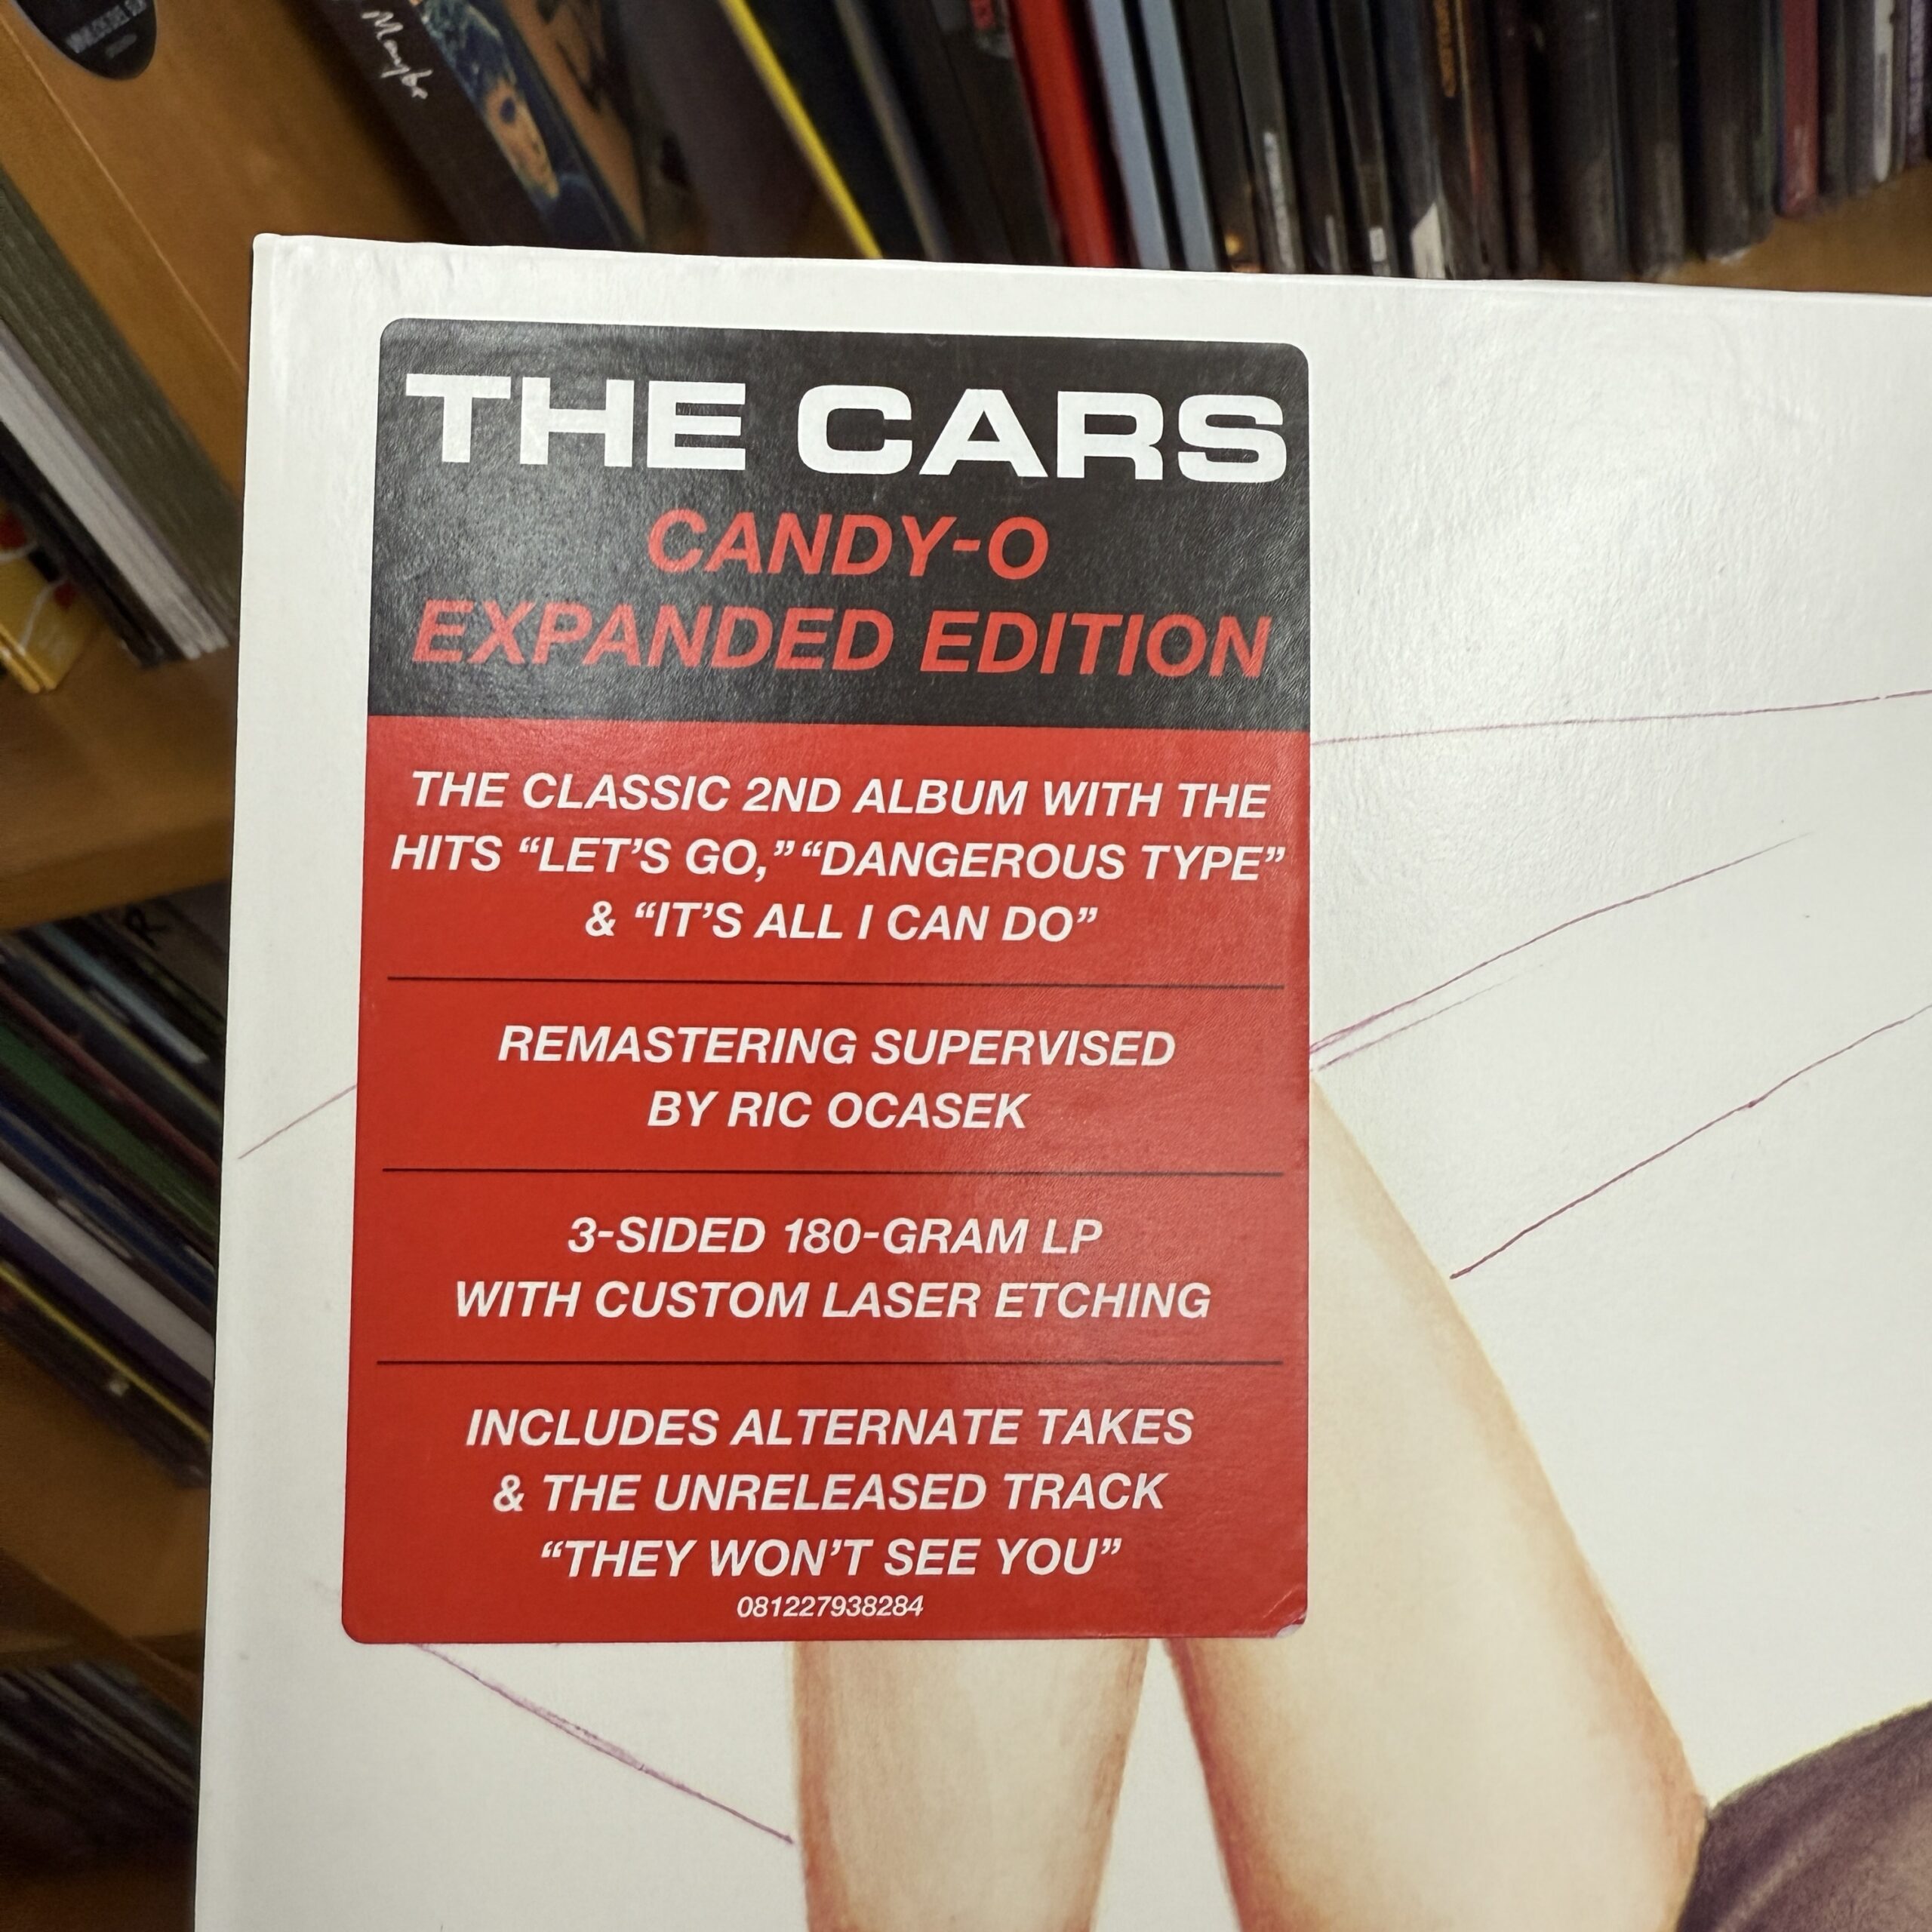 Maybe
THE CARS
CANDY-O
EXPANDED EDITION
THE CLASSIC 2ND ALBUM WITH THE
HITS “LET’S GO,” “DANGEROUS TYPE”
& “IT’S ALL I CAN DO”
REMASTERING SUPERVISED
BY RIC OCASEK
3-SIDED 180-GRAM LP
WITH CUSTOM LASER ETCHING
INCLUDES ALTERNATE TAKES
& THE UNRELEASED TRACK
“THEY WON’T SEE YOU”
081227938284